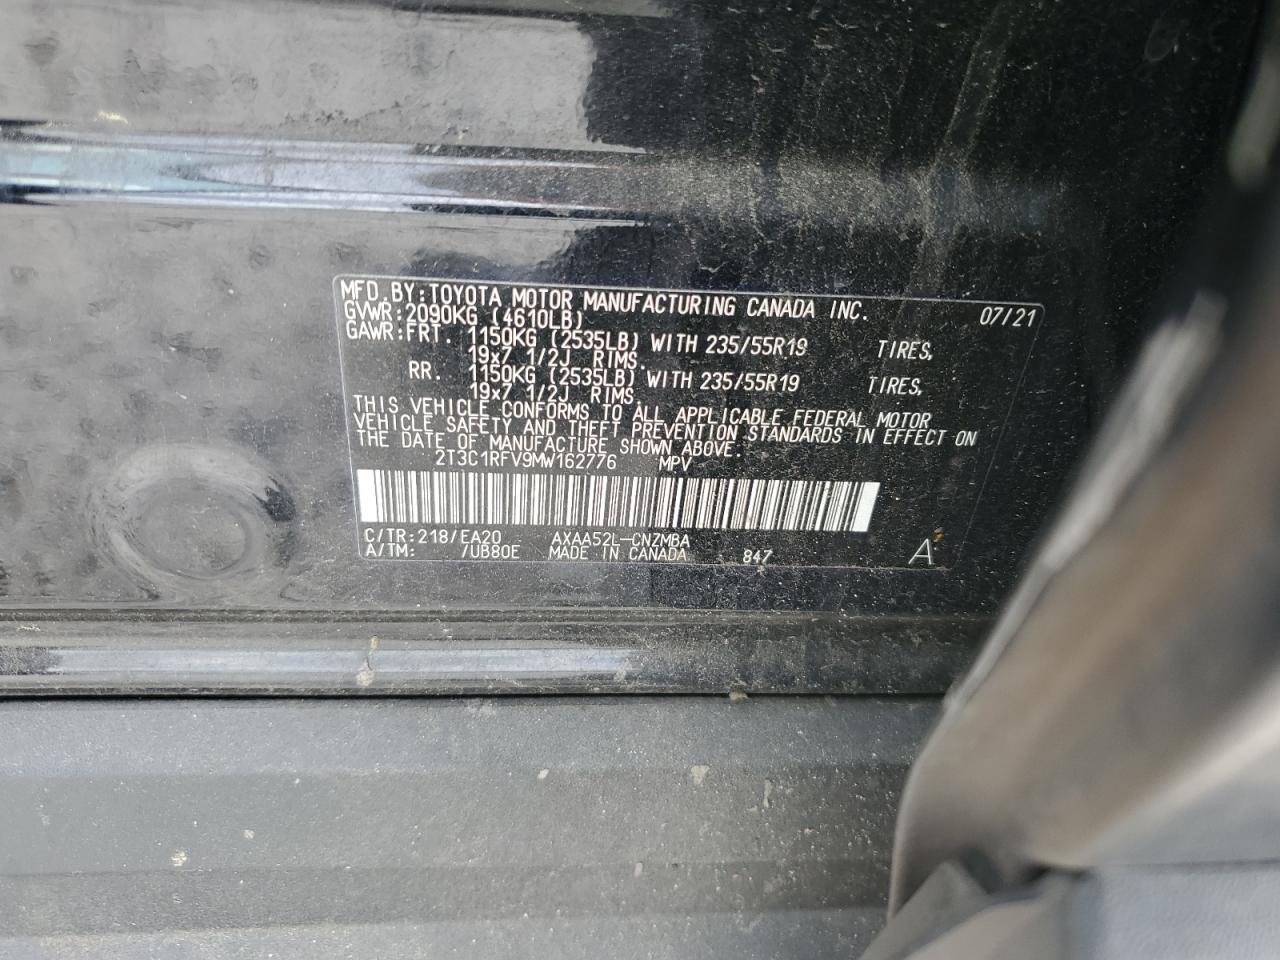 MFD.BY:TOYOTA MOTOR MANUFACTURING CANADA INC. 07/21
GVWR:2090KG (4610LB)
GAWR:FRT. 1150KG (2535LB) WITH 235/55R19 TIRES,
19x7 1/2J RIMS.
RR. 1150KG (2535LB) WITH 235/55R19 TIRES,
19x7 1/2J RIMS
THIS VEHICLE CONFORMS TO ALL APPLICABLE FEDERAL MOTOR
VEHICLE SAFETY AND THEFT PREVENTION STANDARDS IN EFFECT ON
THE DATE OF MANUFACTURE SHOWN ABOVE.
2T3C1RFV9MW162776 MPV
C/TR:218/EA20 AXAA52L-CNZMBA
A/TM: /UB80E MADE IN CANADA 847 A